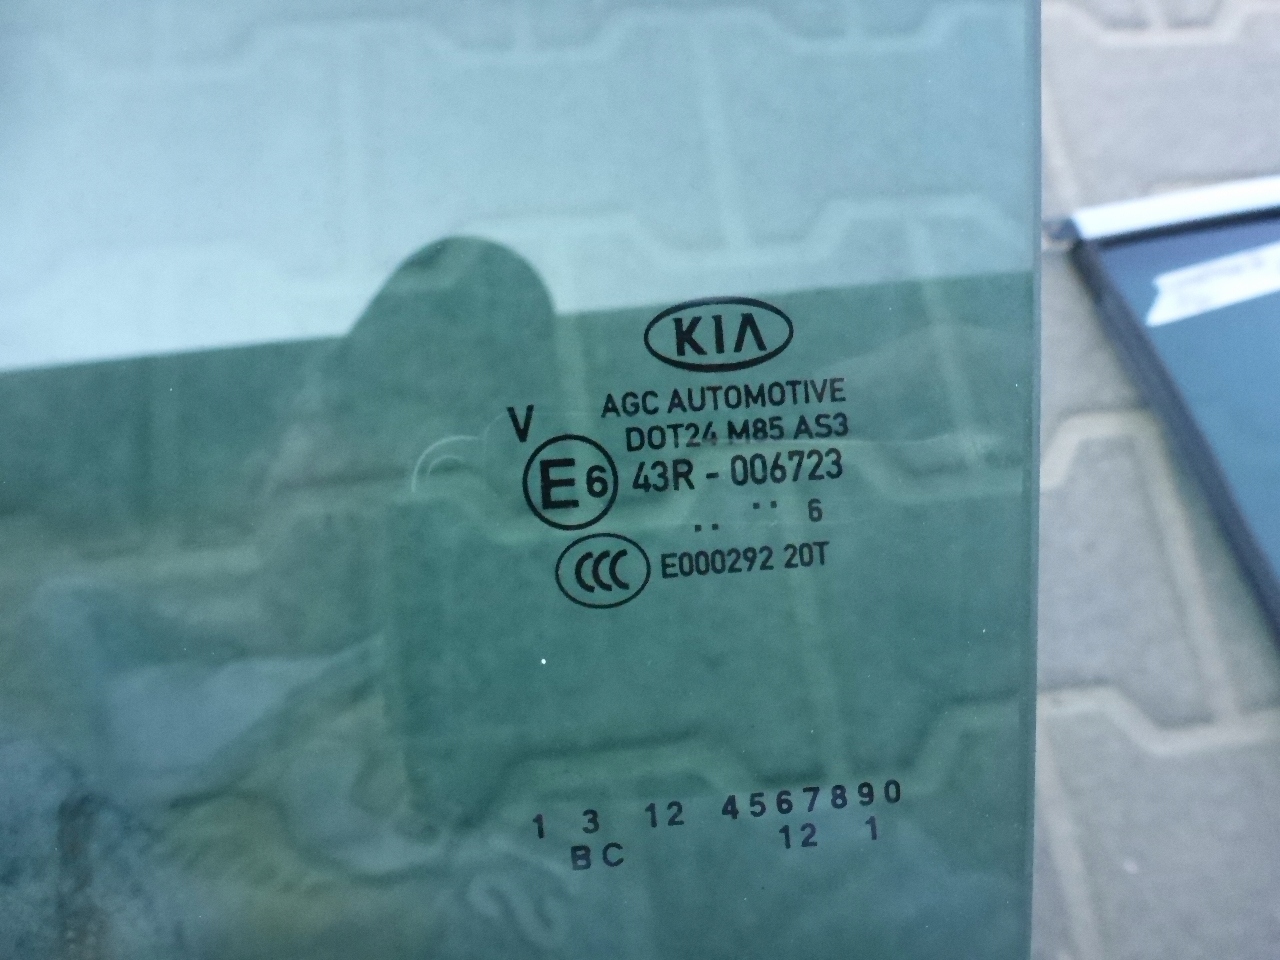 KIA
AGC AUTOMOTIVE
V
DOT24 M85 AS3
E6 43R - 006723
.. ·· 6
CCC E000292 20T
1 3 12 4567890
BC 12 1